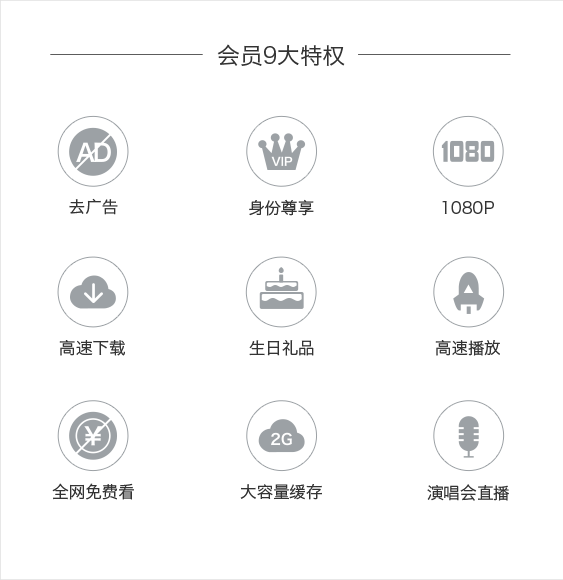 会员9大特权
AD
VIP
1080
去广告
身份尊享
1080P
高速下载
生日礼品
高速播放
¥
2G
全网免费看
大容量缓存
演唱会直播